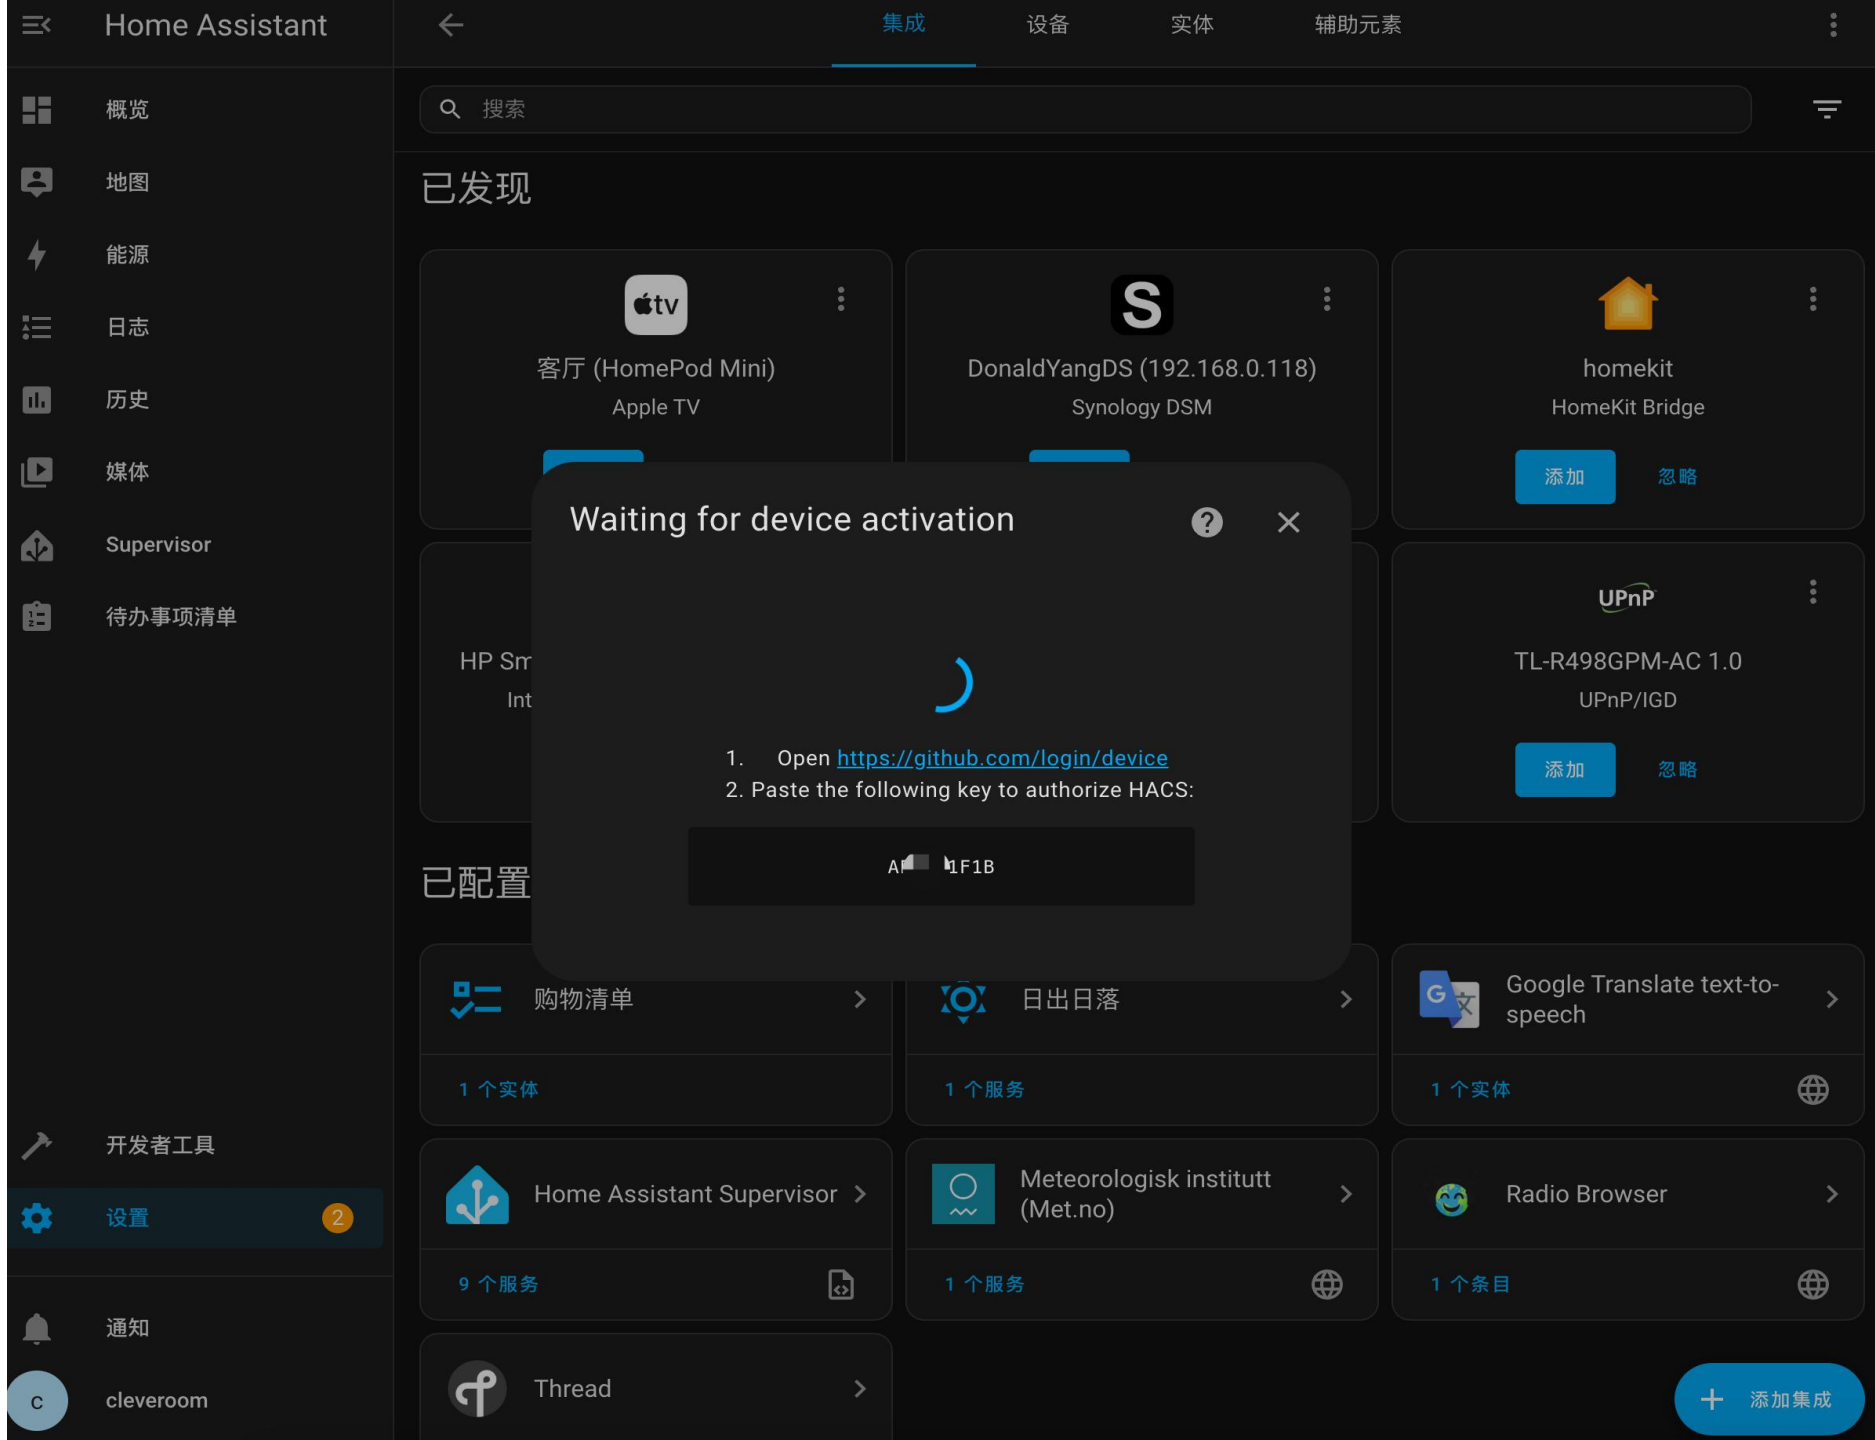 Home Assistant
集成
设备
实体
辅助元素
概览
地图
能源
日志
历史
媒体
Supervisor
待办事项清单
开发者工具
设置
2
通知
c
cleveroom
搜索
已发现
tv
客厅 (HomePod Mini)
Apple TV
S
DonaldYangDS (192.168.0.118)
Synology DSM
homekit
HomeKit Bridge
添加
忽略
HP Sm
Int
UPnP
TL-R498GPM-AC 1.0
UPnP/IGD
添加
忽略
Waiting for device activation
1. Open https://github.com/login/device
2. Paste the following key to authorize HACS:
1F1B
已配置
购物清单
1 个实体
日出日落
1 个服务
G 文
Google Translate text-to-
speech
1 个实体
Home Assistant Supervisor
9 个服务
Meteorologisk institutt
(Met.no)
1 个服务
Radio Browser
1 个条目
Thread
添加集成